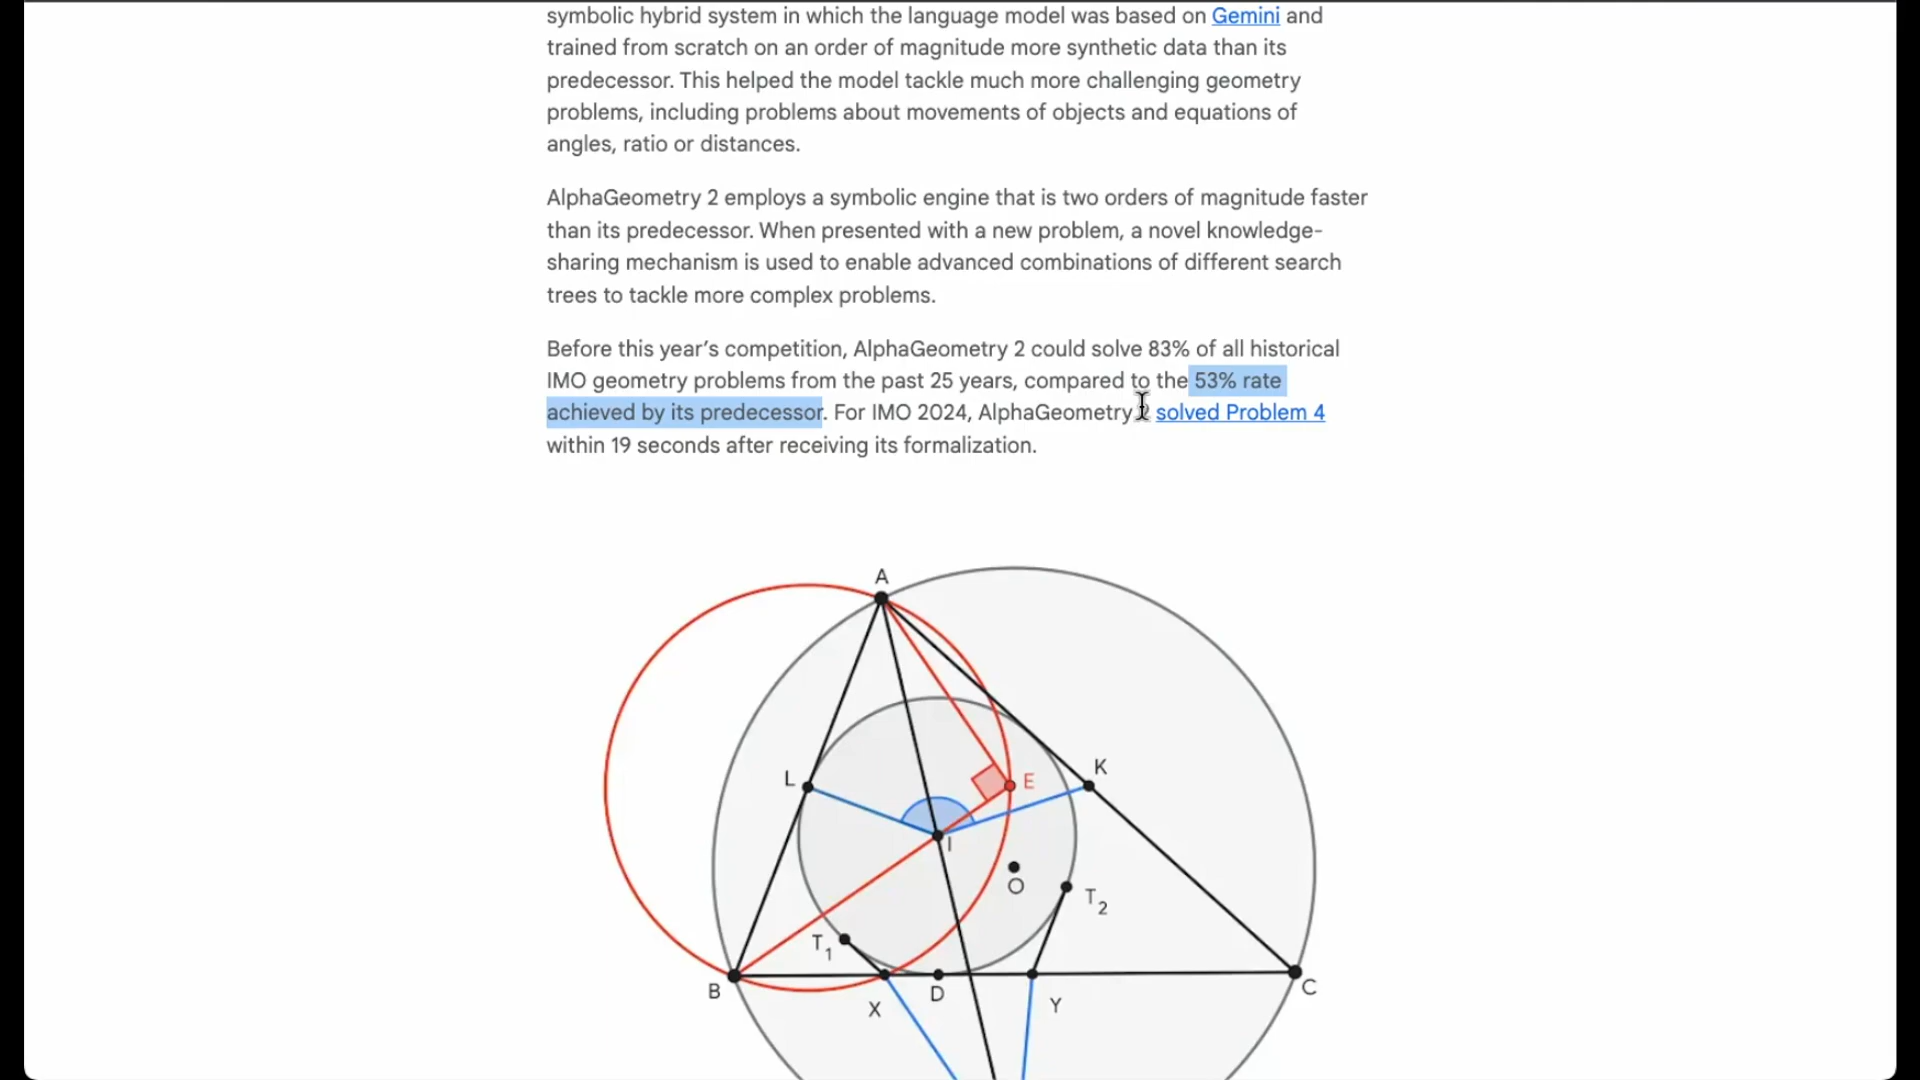 symbolic hybrid system in which the language model was based on Gemini and
trained from scratch on an order of magnitude more synthetic data than its
predecessor. This helped the model tackle much more challenging geometry
problems, including problems about movements of objects and equations of
angles, ratio or distances.
AlphaGeometry 2 employs a symbolic engine that is two orders of magnitude faster
than its predecessor. When presented with a new problem, a novel knowledge-
sharing mechanism is used to enable advanced combinations of different search
trees to tackle more complex problems.
Before this year’s competition, AlphaGeometry 2 could solve 83% of all historical
IMO geometry problems from the past 25 years, compared to the 53% rate
achieved by its predecessor. For IMO 2024, AlphaGeometry 2 solved Problem 4
within 19 seconds after receiving its formalization.
A
K
L
E
I
O
T2
T1
B
X
D
Y
C